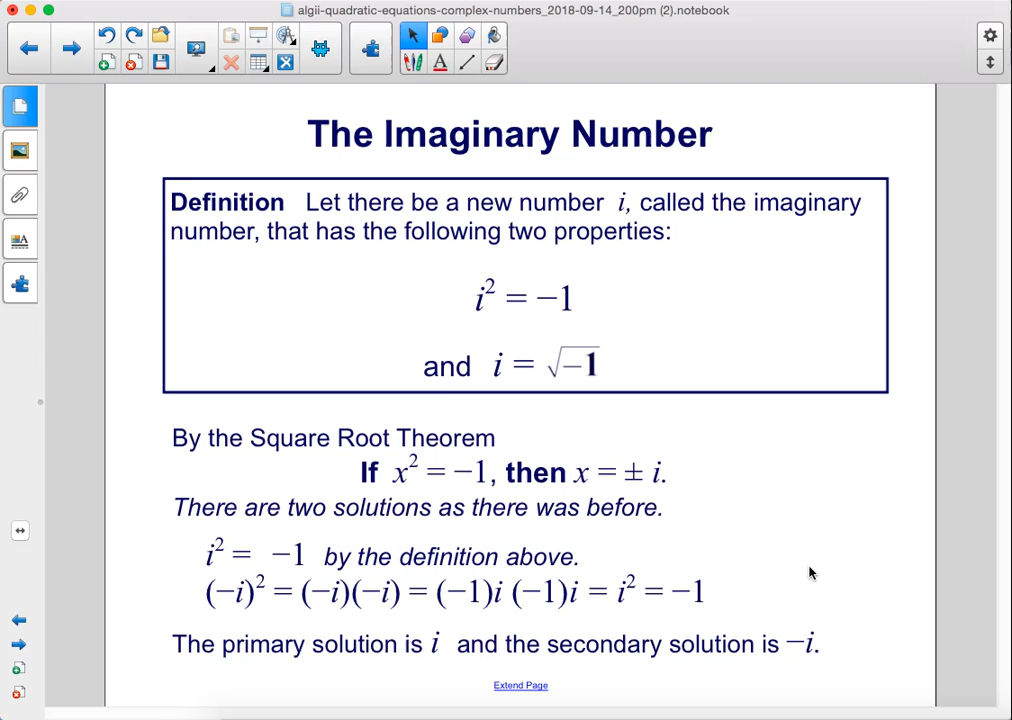 algii-quadratic-equations-complex-numbers_2018-09-14_200pm (2).notebook
The Imaginary Number
Definition Let there be a new number i, called the imaginary
number, that has the following two properties:
i² = −1
and i = √−1
By the Square Root Theorem
If x² = −1, then x = ± i.
There are two solutions as there was before.
i² = −1 by the definition above.
(−i)² = (−i)(−i) = (−1)i (−1)i = i² = −1
The primary solution is i and the secondary solution is −i.
Extend Page